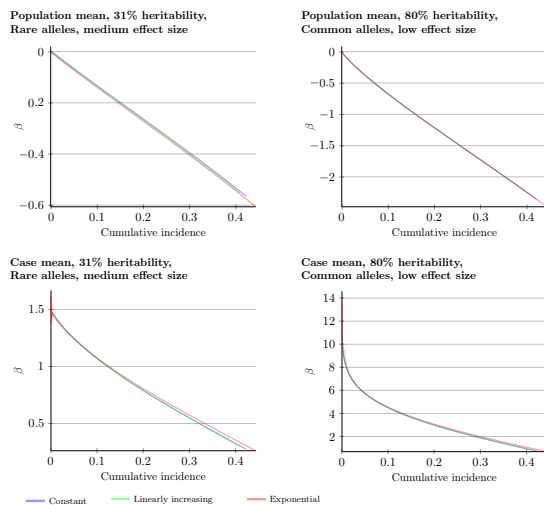 Population mean, 31% heritability,
Rare alleles, medium effect size
0
0.2
−0.4
−0.6
β
0
0.1
0.2
0.3
0.4
Cumulative incidence
Population mean, 80% heritability,
Common alleles, low effect size
0
−0.5
−1
−1.5
−2
β
0
0.1
0.2
0.3
0.4
Cumulative incidence
Case mean, 31% heritability,
Rare alleles, medium effect size
1.5
1
0.5
β
0
0.1
0.2
0.3
0.4
Cumulative incidence
Case mean, 80% heritability,
Common alleles, low effect size
14
12
10
8
6
4
2
β
0
0.1
0.2
0.3
0.4
Cumulative incidence
Constant
Linearly increasing
Exponential